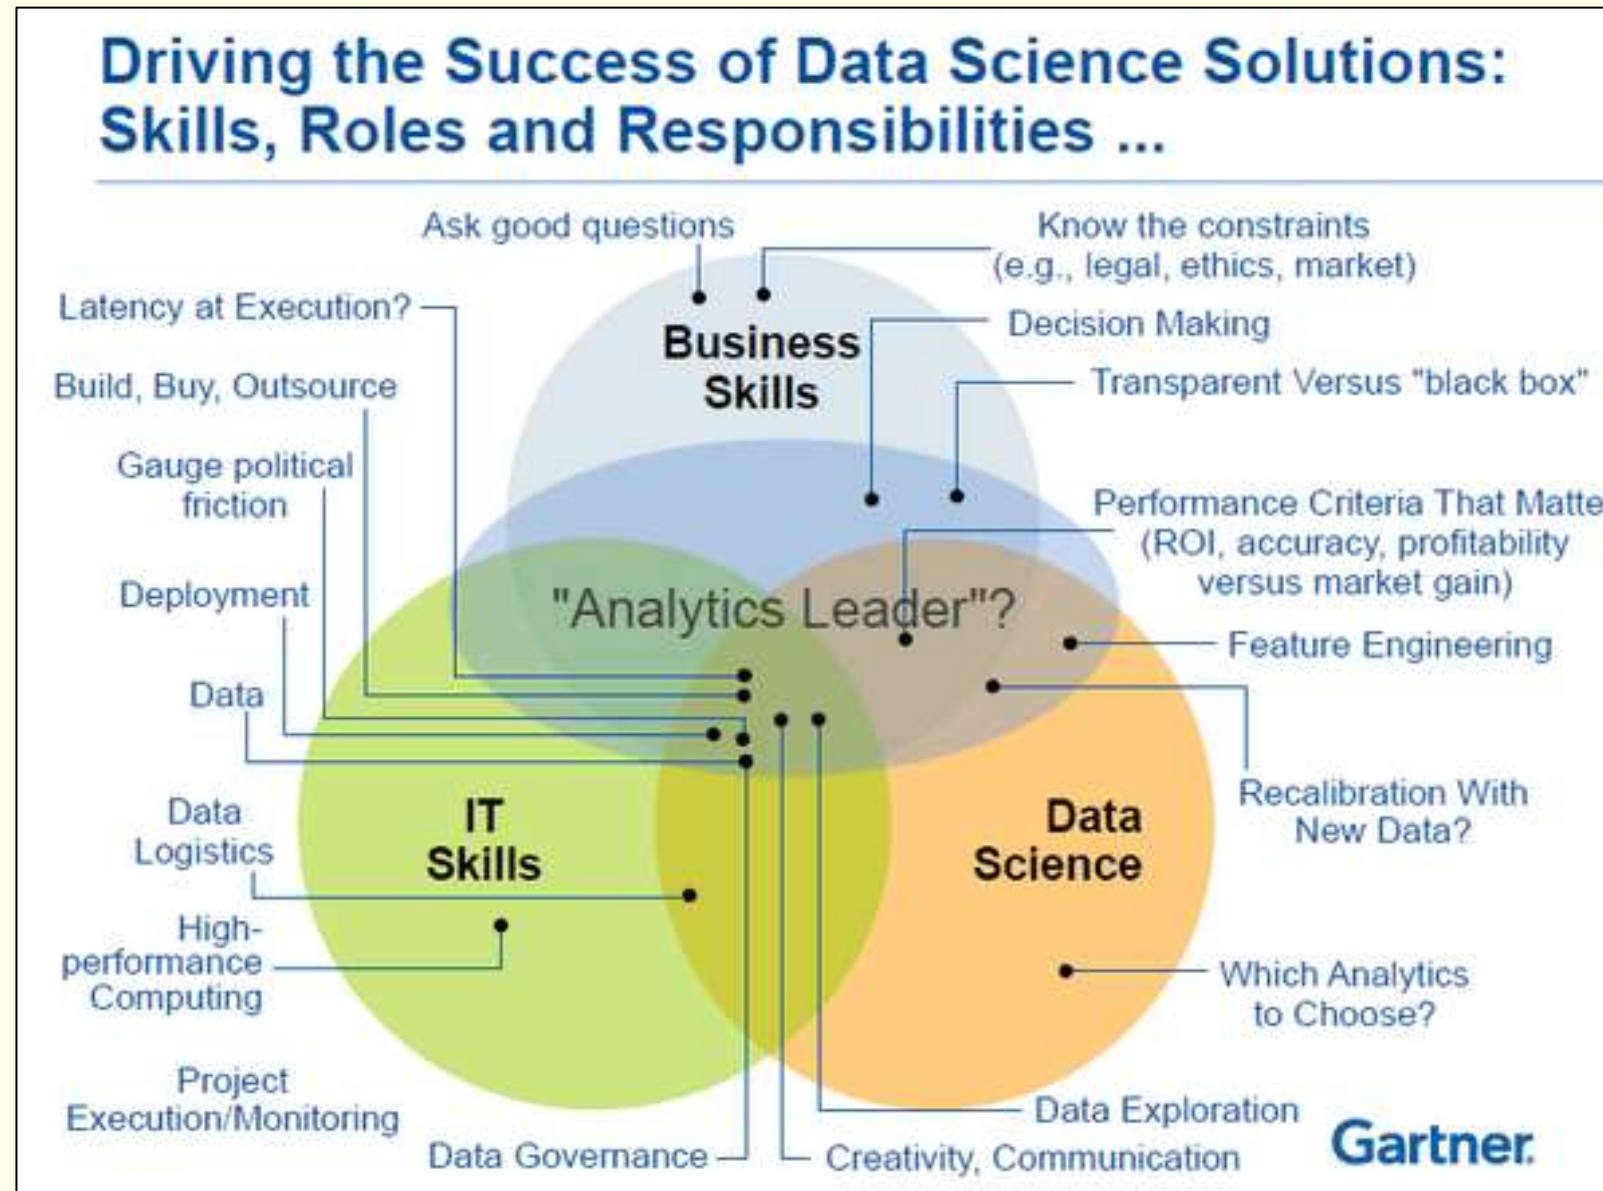 Driving the Success of Data Science Solutions:
Skills, Roles and Responsibilities ...
Ask good questions
Know the constraints
(e.g., legal, ethics, market)
Latency at Execution?
Decision Making
Business
Skills
Build, Buy, Outsource
Transparent Versus "black box"
Gauge political
friction
Performance Criteria That Matte
(ROI, accuracy, profitability
versus market gain)
Deployment
"Analytics Leader"?
Feature Engineering
Data
Recalibration With
New Data?
Data
Logistics
IT
Skills
Data
Science
High-
performance
Computing
Which Analytics
to Choose?
Project
Execution/Monitoring
Data Exploration
Data Governance
Creativity, Communication
Gartner.